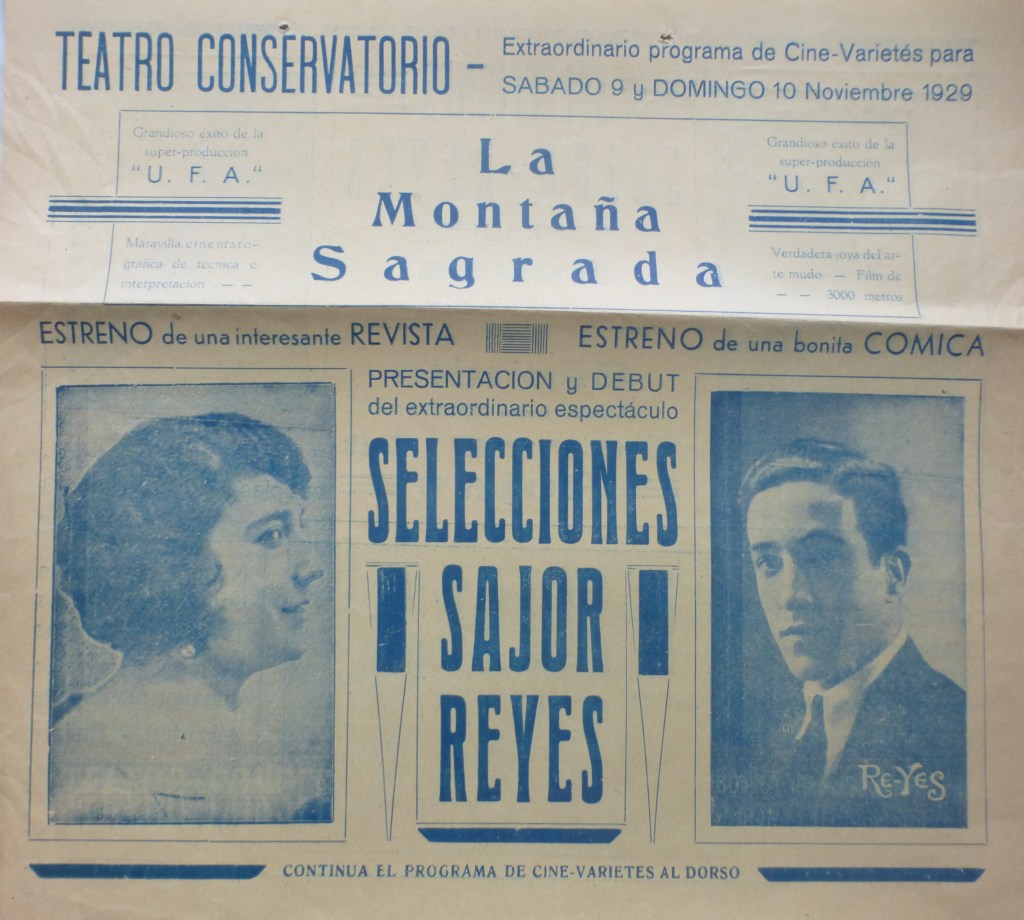 TEATRO CONSERVATORIO -
Extraordinario programa de Cine-Varietés para
SABADO 9 y DOMINGO 10 Noviembre 1929
Grandioso exito de la
super-produccion
"U. F. A."
La
Montaña
Sagrada
Grandioso exito de la
super-produccion
"U. F. A."
Maravilla cinemato-
grafica de tecnica e
interpretación — —
Verdadera joya del ar-
te mudo — Film de
— — 3000 metros
ESTRENO de una interesante REVISTA
ESTRENO de una bonita COMICA
PRESENTACION y DEBUT
del extraordinario espectáculo
SELECCIONES
SAJOR
REYES
RE-YES
CONTINUA EL PROGRAMA DE CINE-VARIETES AL DORSO